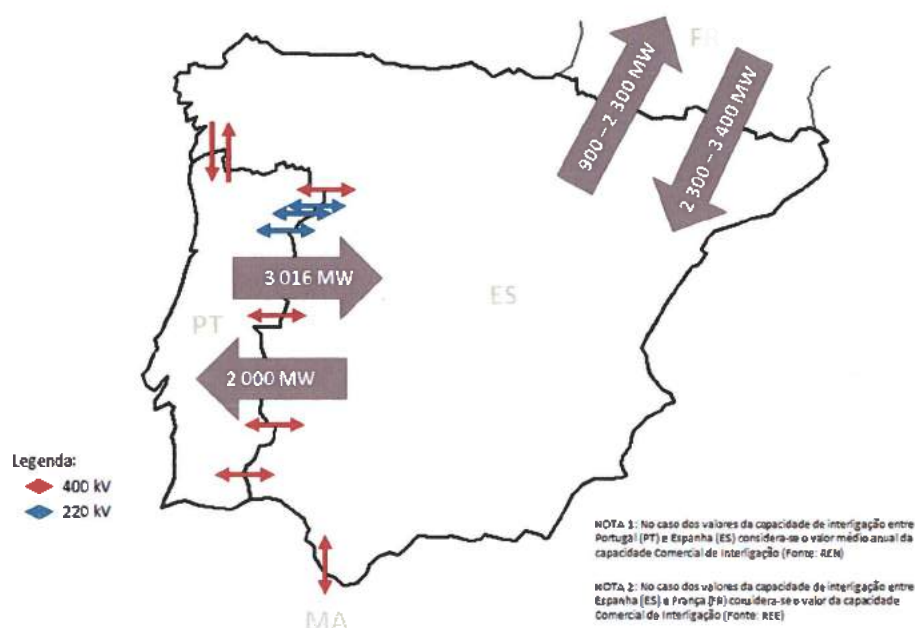 FR
900 – 2 300 MW
2 300 – 3 400 MW
3 016 MW
ES
PT
2 000 MW
Legenda:
400 kV
220 kV
NOTA 1: No caso dos valores da capacidade de interligação entre
Portugal (PT) e Espanha (ES) considera-se o valor médio anual da
capacidade Comercial de Interligação (Fonte: REN)
NOTA 2: No caso dos valores da capacidade de interligação entre
Espanha (ES) e França (FR) considera-se o valor da capacidade
Comercial de Interligação (Fonte: REE)
MA